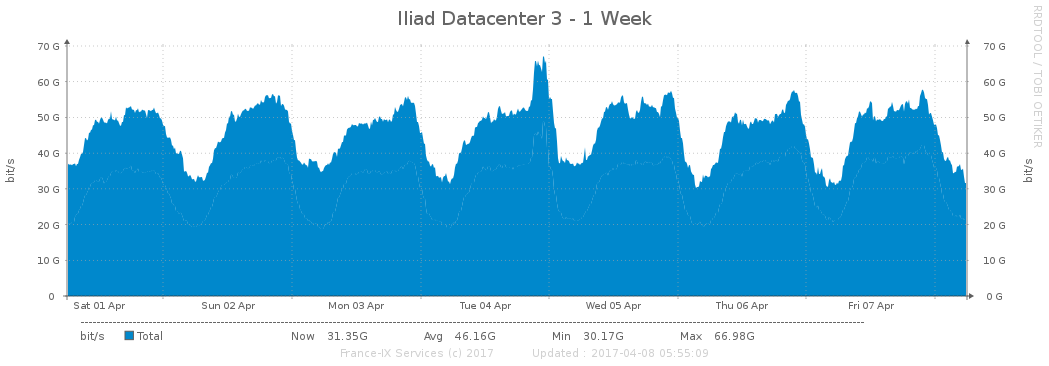 Iliad Datacenter 3 - 1 Week
RRDTOOL / TOBI OETIKER
70 G 70 G
60 G 60 G
50 G 50 G
40 G 40 G
30 G 30 G
20 G 20 G
10 G 10 G
0 0 G
bit/s
bit/s
Sat 01 Apr Sun 02 Apr Mon 03 Apr Tue 04 Apr Wed 05 Apr Thu 06 Apr Fri 07 Apr
bit/s Total Now 31.35G Avg 46.16G Min 30.17G Max 66.98G
France-IX Services (c) 2017 Updated : 2017-04-08 05:55:09